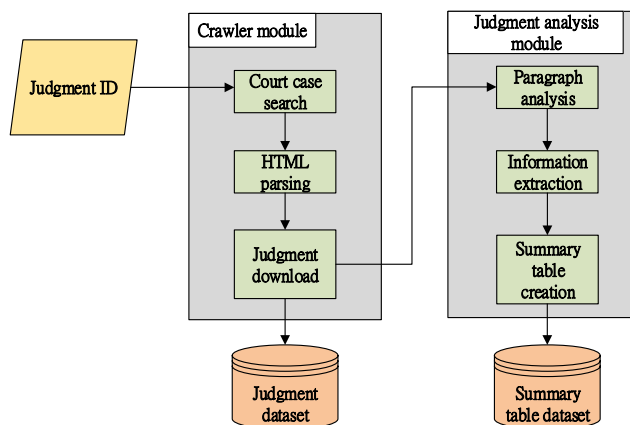 Crawler module
Judgment ID
Court case
search
HTML
parsing
Judgment
download
Judgment
dataset
Judgment analysis
module
Paragraph
analysis
Information
extraction
Summary
table
creation
Summary
table dataset